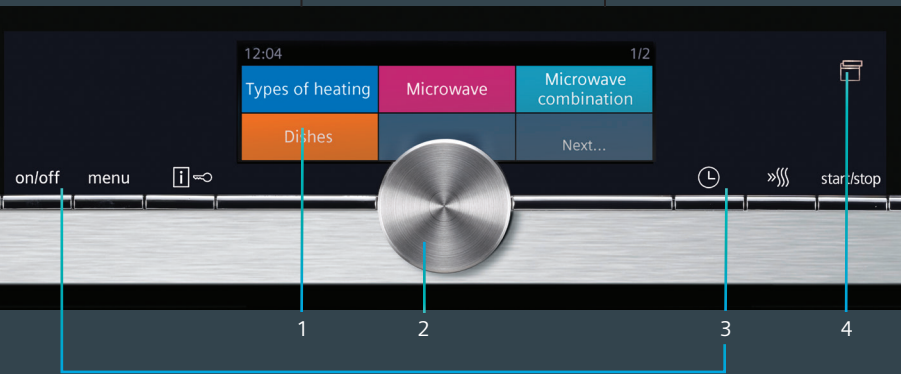 12:04 1/2
Types of heating
Microwave
Microwave
combination
Dishes
Next...
on/off menu i start/stop
1 2 3 4